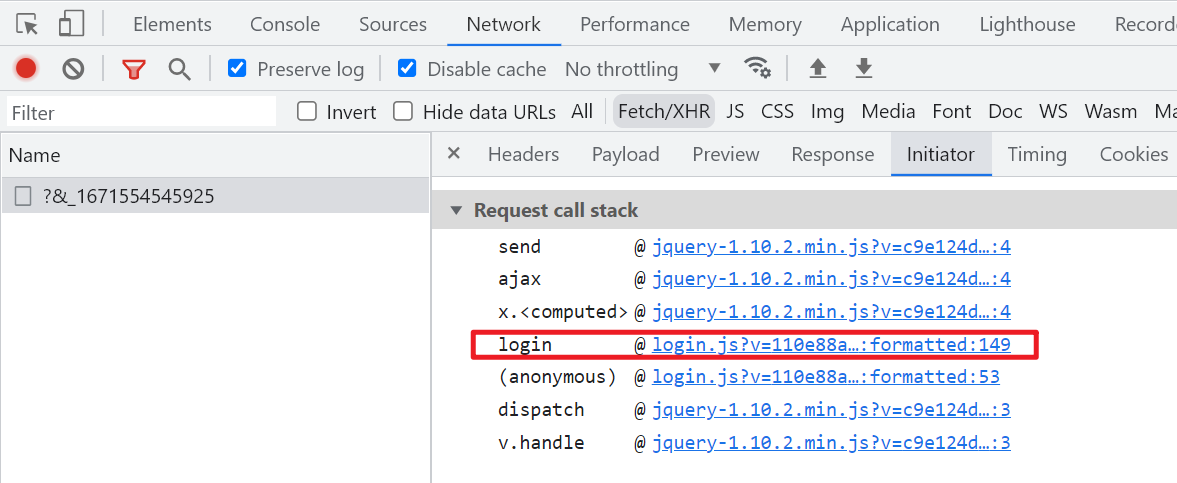 Elements Console Sources Network Performance Memory Application Lighthouse Recorde
Preserve log Disable cache No throttling
Filter Invert Hide data URLs All Fetch/XHR JS CSS Img Media Font Doc WS Wasm Ma
Name
× Headers Payload Preview Response Initiator Timing Cookies
?&_1671554545925
▼ Request call stack
send @ jquery-1.10.2.min.js?v=c9e124d…:4
ajax @ jquery-1.10.2.min.js?v=c9e124d…:4
x.<computed> @ jquery-1.10.2.min.js?v=c9e124d…:4
login @ login.js?v=110e88a…:formatted:149
(anonymous) @ login.js?v=110e88a…:formatted:53
dispatch @ jquery-1.10.2.min.js?v=c9e124d…:3
v.handle @ jquery-1.10.2.min.js?v=c9e124d…:3